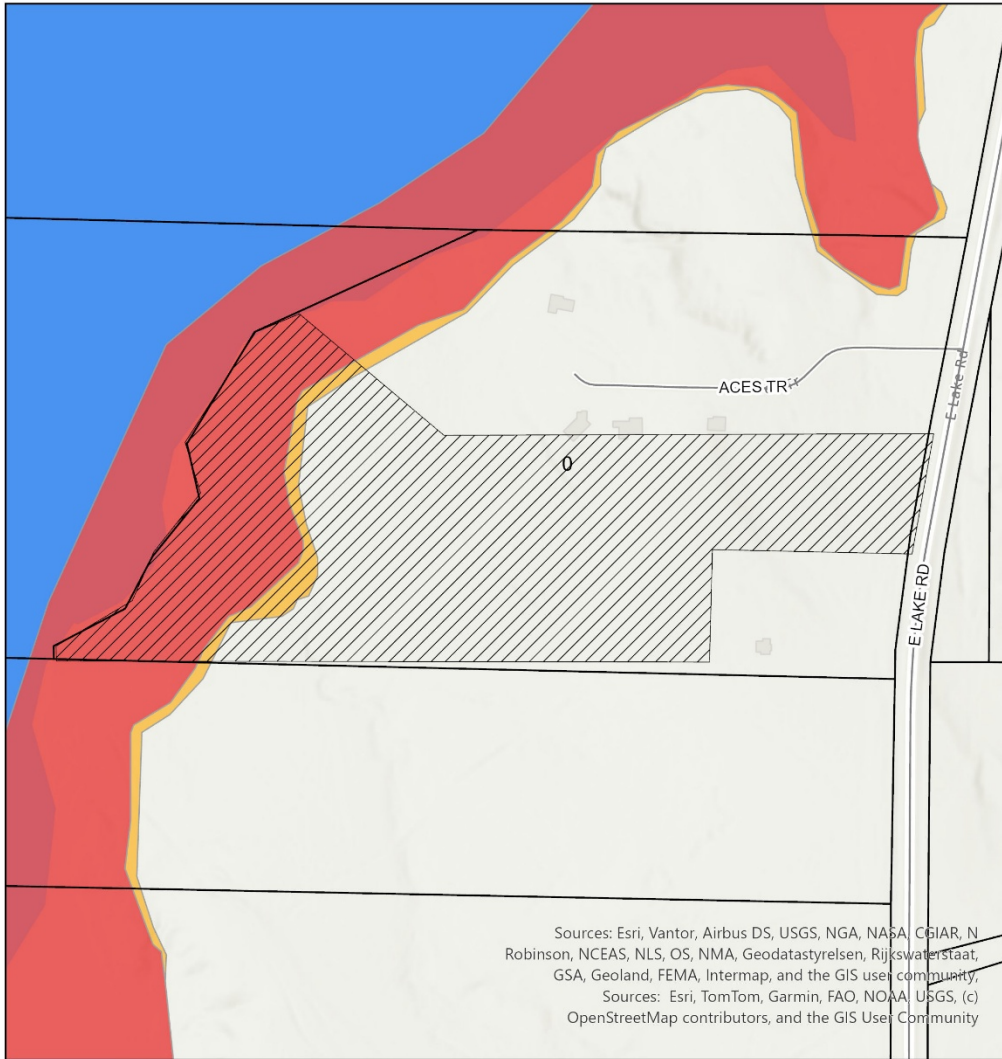 E Lake Rd
ACES TR
0
E LAKE RD
Sources: Esri, Vantor, Airbus DS, USGS, NGA, NASA, CGIAR, N
Robinson, NCEAS, NLS, OS, NMA, Geodatastyrelsen, Rijkswaterstaat,
GSA, Geoland, FEMA, Intermap, and the GIS user community,
Sources: Esri, TomTom, Garmin, FAO, NOAA, USGS, (c)
OpenStreetMap contributors, and the GIS User Community